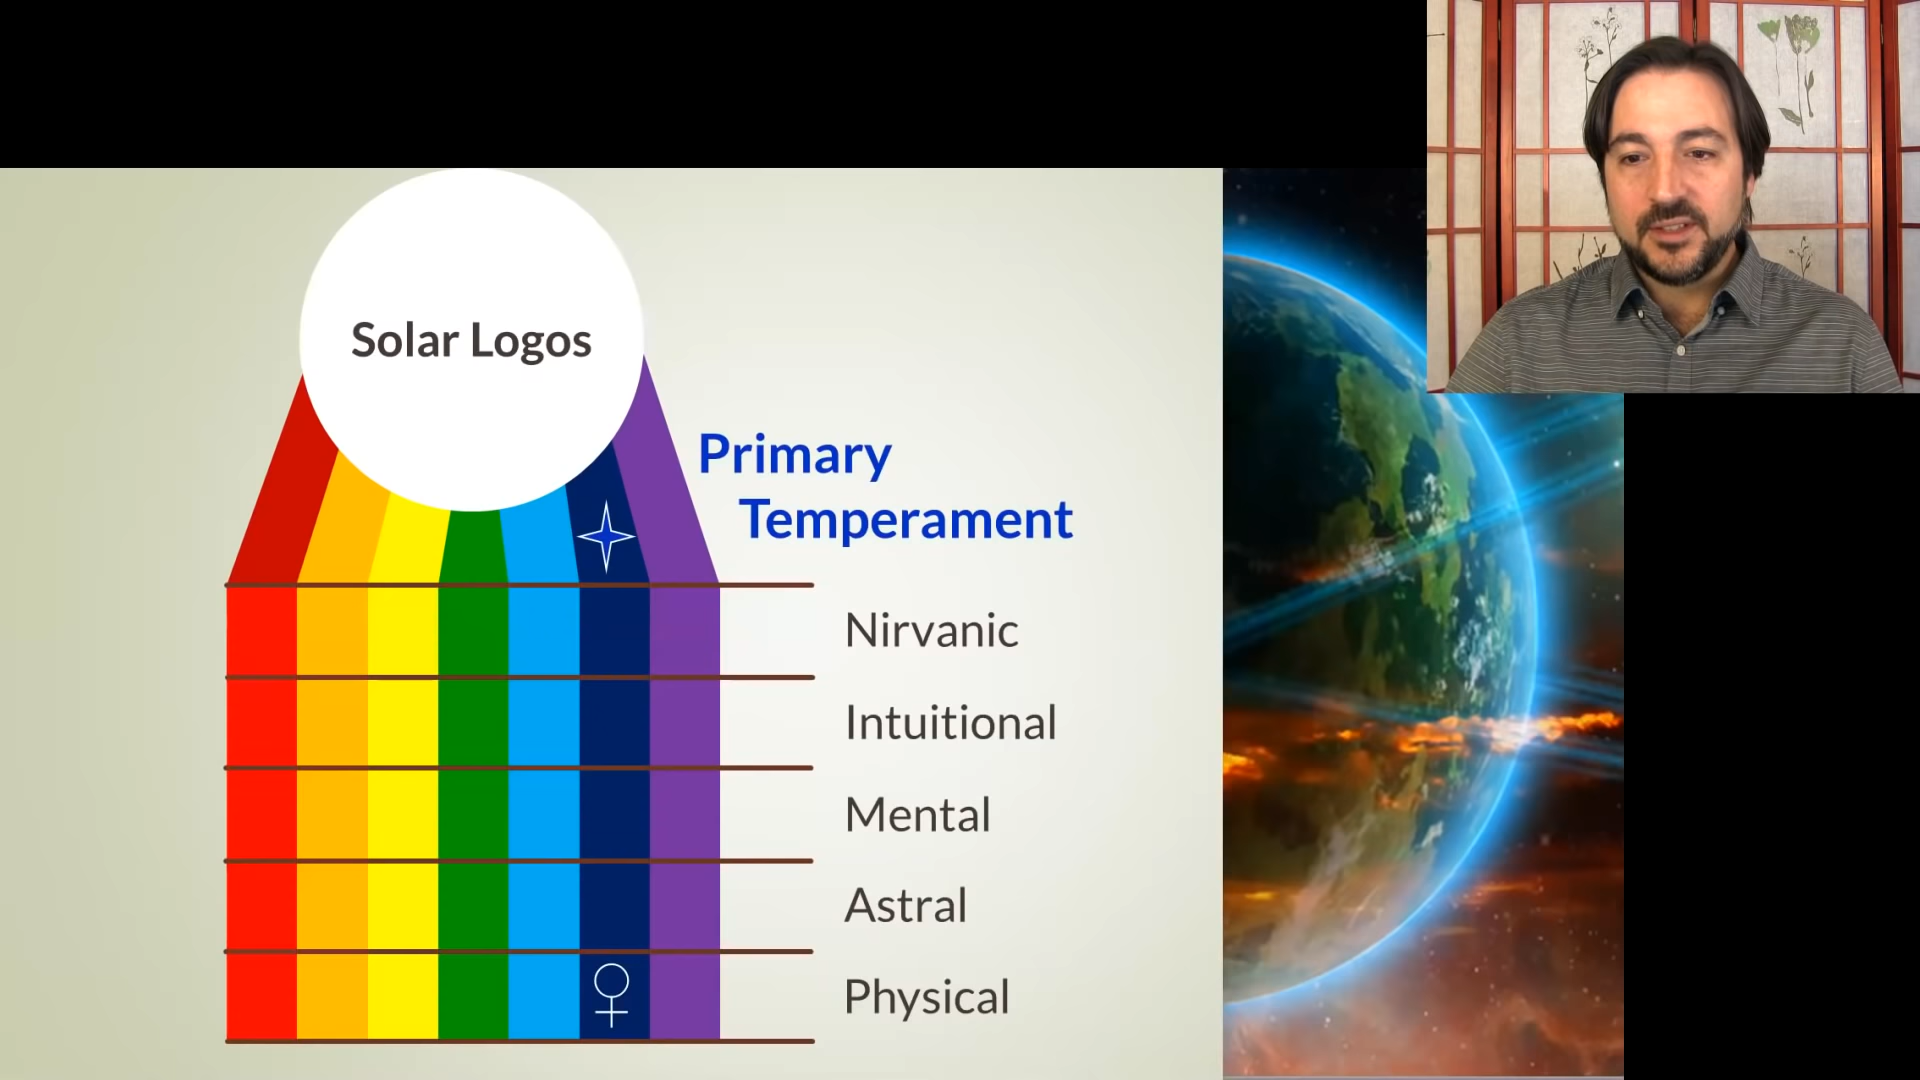 Solar Logos
Primary
Temperament
Nirvanic
Intuitional
Mental
Astral
Physical